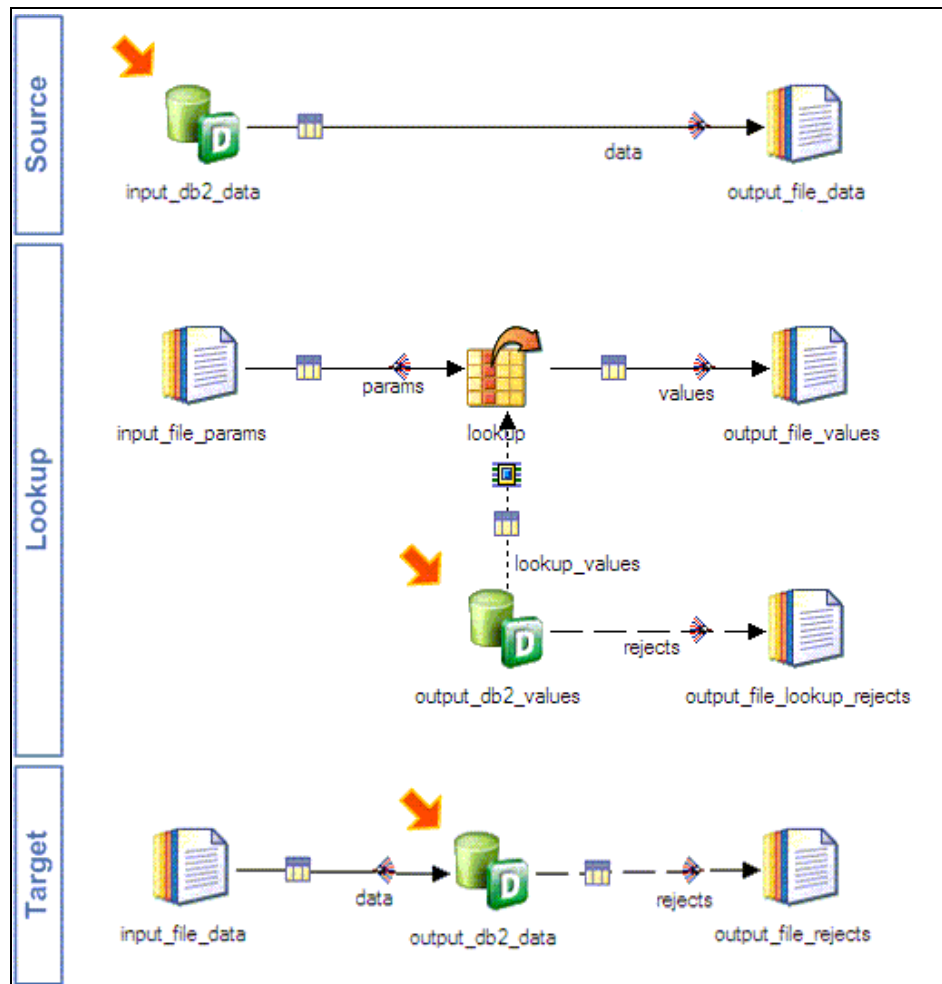 Source
D
data
input_db2_data
output_file_data
Lookup
params
values
input_file_params
lookup
output_file_values
lookup_values
D
rejects
output_db2_values
output_file_lookup_rejects
Target
D
data
rejects
input_file_data
output_db2_data
output_file_rejects